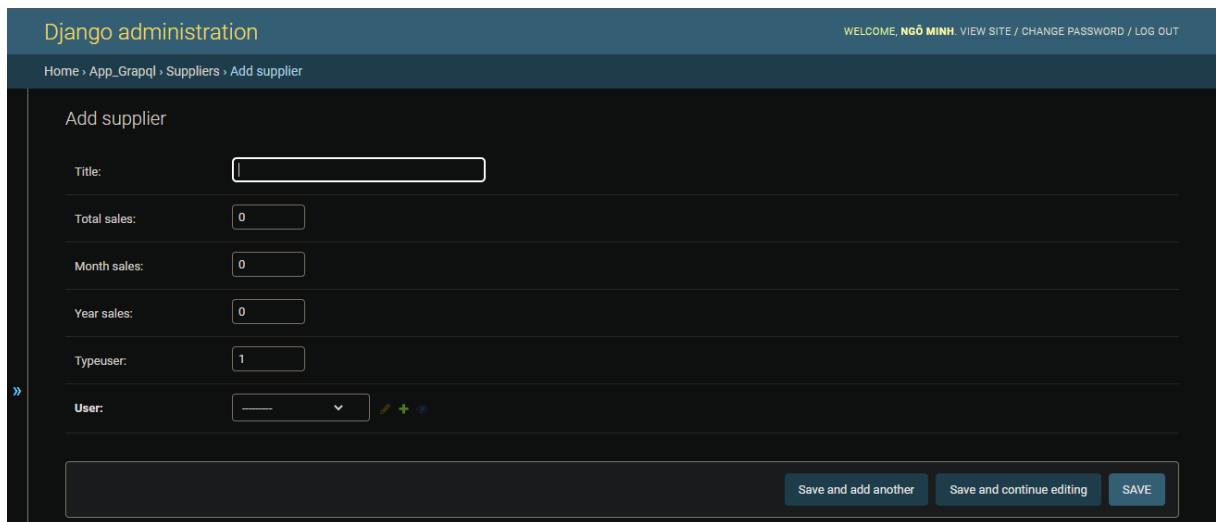 Django administration
WELCOME, NGÔ MINH. VIEW SITE / CHANGE PASSWORD / LOG OUT
Home › App_Grapql › Suppliers › Add supplier
Add supplier
Title:
Total sales: 0
Month sales: 0
Year sales: 0
Typeuser: 1
»
User: ---------
Save and add another Save and continue editing SAVE